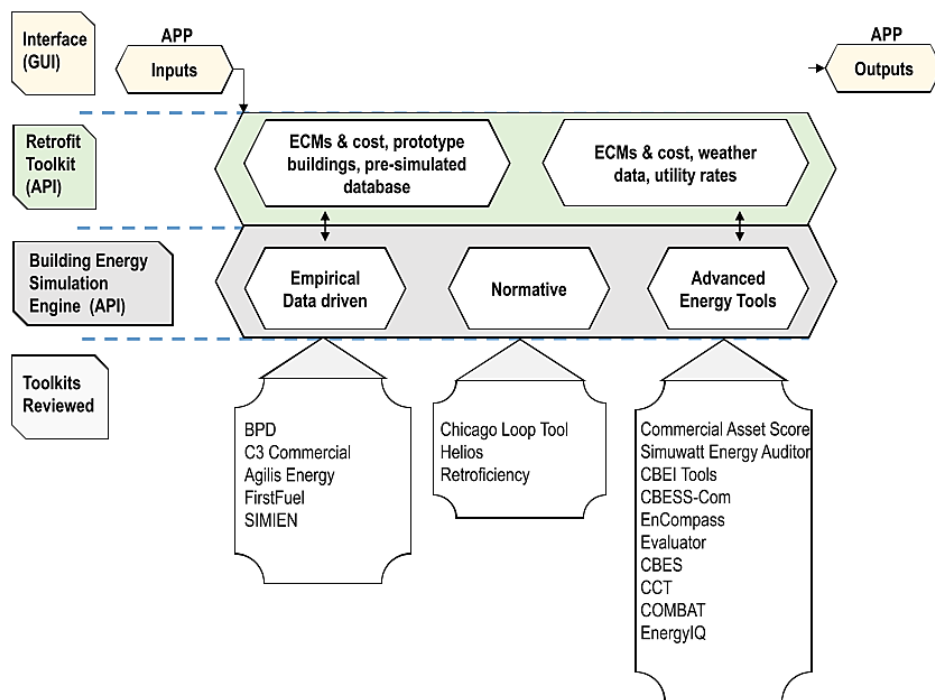 Interface
(GUI)
APP
Inputs
APP
Outputs
Retrofit
Toolkit
(API)
ECMs & cost, prototype
buildings, pre-simulated
database
ECMs & cost, weather
data, utility rates
Building Energy
Simulation
Engine (API)
Empirical
Data driven
Normative
Advanced
Energy Tools
Toolkits
Reviewed
BPD
C3 Commercial
Agilis Energy
FirstFuel
SIMIEN
Chicago Loop Tool
Helios
Retroficiency
Commercial Asset Score
Simuwatt Energy Auditor
CBEI Tools
CBESS-Com
EnCompass
Evaluator
CBES
CCT
COMBAT
EnergyIQ